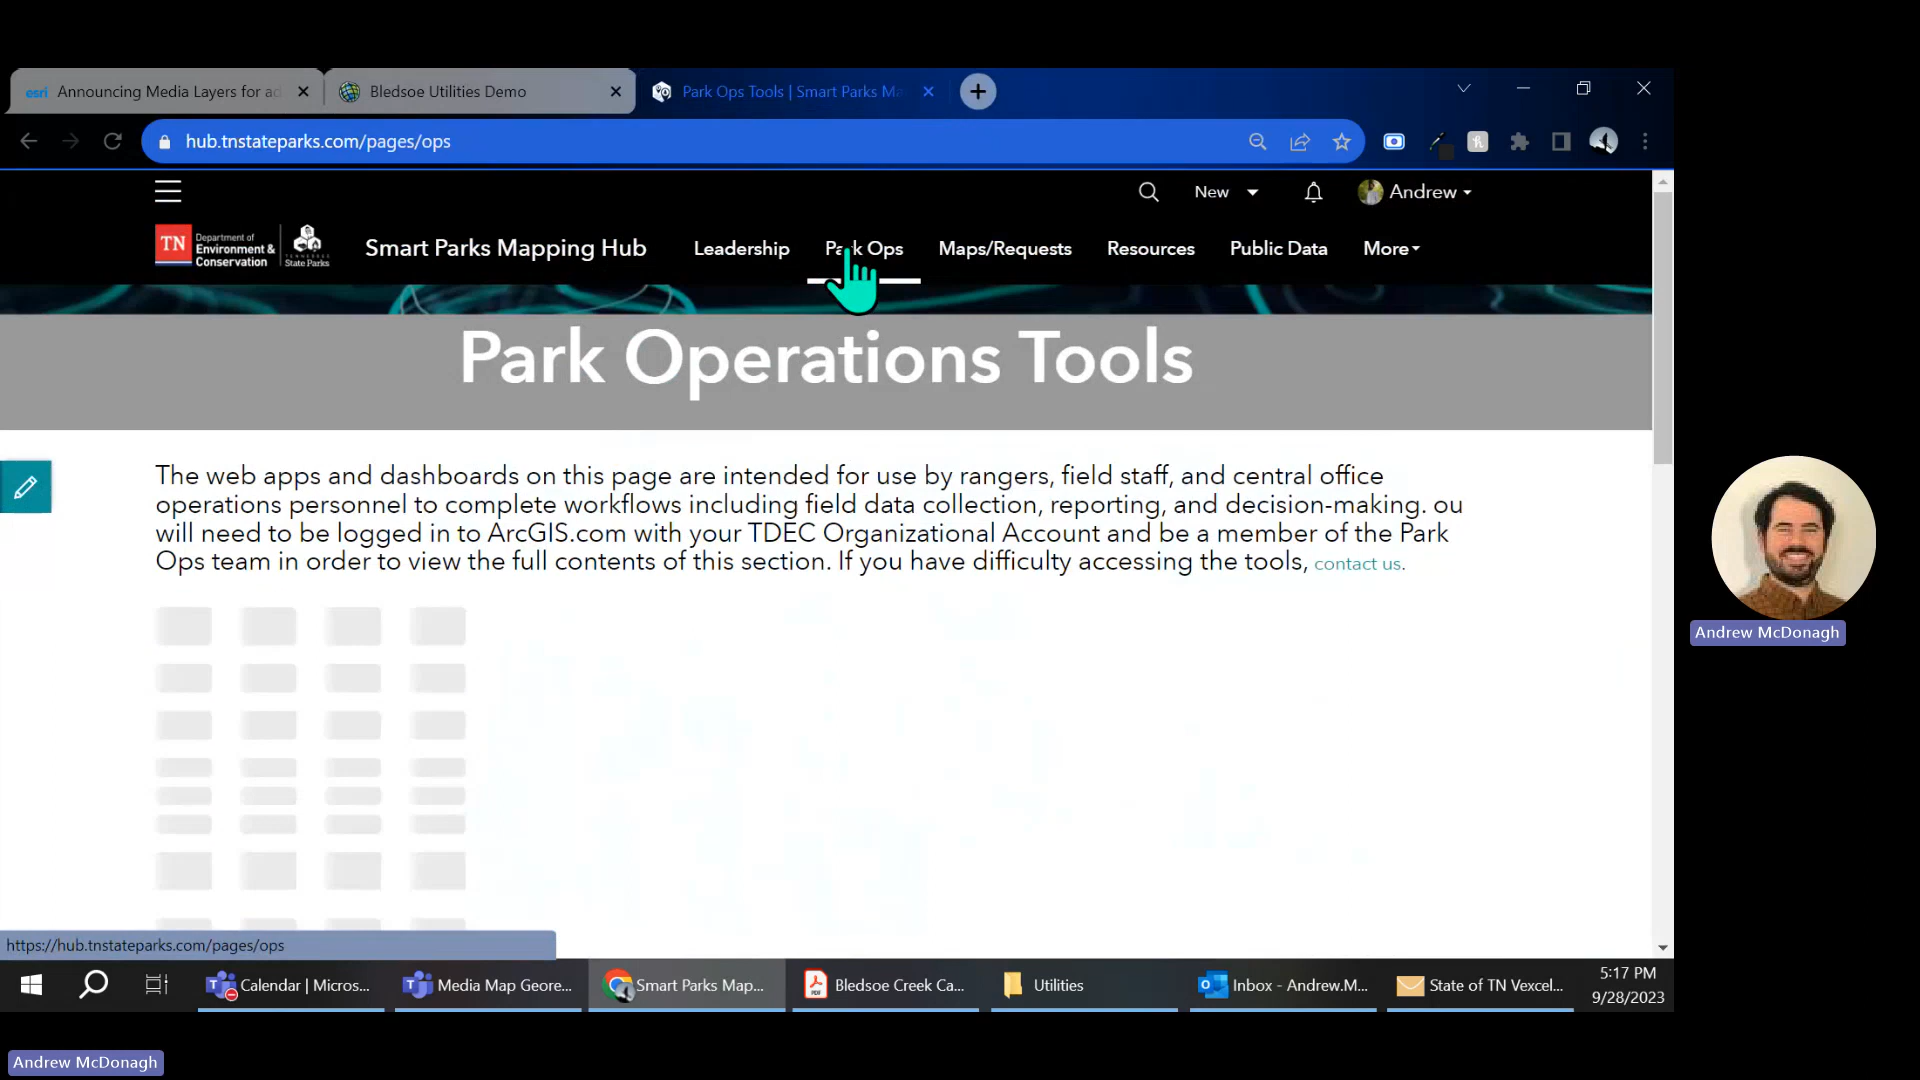 esri Announcing Media Layers for ad
Bledsoe Utilities Demo
Park Ops Tools | Smart Parks Ma
hub.tnstateparks.com/pages/ops
New
Andrew
TN Department of
Environment &
Conservation
TENNESSEE
State Parks
Smart Parks Mapping Hub
Leadership
Park Ops
Maps/Requests
Resources
Public Data
More
Park Operations Tools
The web apps and dashboards on this page are intended for use by rangers, field staff, and central office
operations personnel to complete workflows including field data collection, reporting, and decision-making. ou
will need to be logged in to ArcGIS.com with your TDEC Organizational Account and be a member of the Park
Ops team in order to view the full contents of this section. If you have difficulty accessing the tools, contact us.
Andrew McDonagh
https://hub.tnstateparks.com/pages/ops
Calendar | Micros...
Media Map Geore...
Smart Parks Map...
Bledsoe Creek Ca...
Utilities
Inbox - Andrew.M...
State of TN Vexcel...
5:17 PM
9/28/2023
Andrew McDonagh